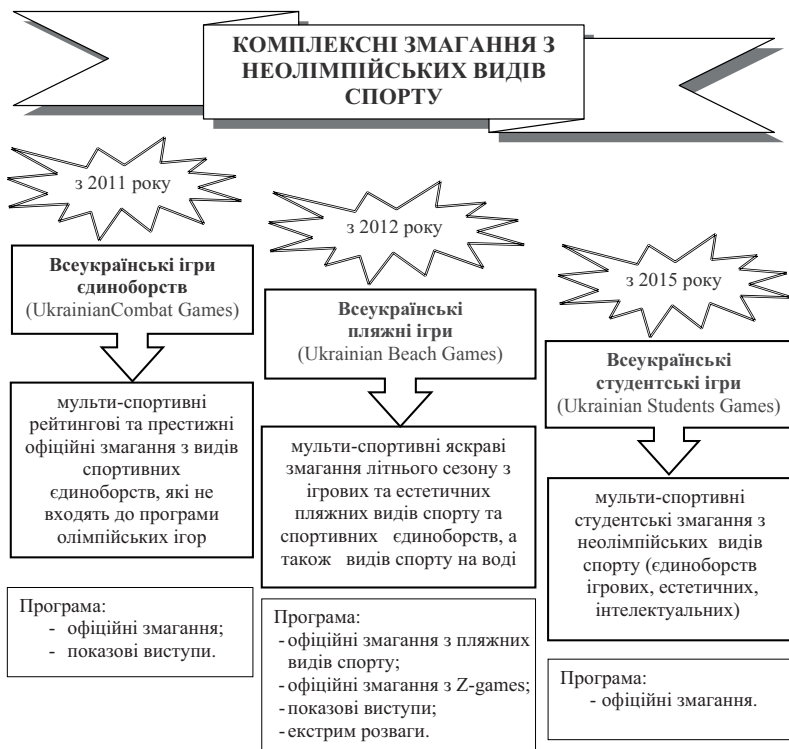 КОМПЛЕКСНІ ЗМАГАННЯ З
НЕОЛІМПІЙСЬКИХ ВИДІВ
СПОРТУ
з 2011 року
Всеукраїнські ігри
єдиноборств
(UkrainianCombat Games)
мульти-спортивні
рейтингові та престижні
офіційні змагання з видів
спортивних
єдиноборств, які не
входять до програми
олімпійських ігор
Програма:
- офіційні змагання;
- показові виступи.
з 2012 року
Всеукраїнські
пляжні ігри
(Ukrainian Beach Games)
мульти-спортивні яскраві
змагання літнього сезону з
ігрових та естетичних
пляжних видів спорту та
спортивних єдиноборств, а
також видів спорту на воді
Програма:
- офіційні змагання з пляжних
видів спорту;
- офіційні змагання з Z-games;
- показові виступи;
- екстрим розваги.
з 2015 року
Всеукраїнські
студентські ігри
(Ukrainian Students Games)
мульти-спортивні
студентські змагання з
неолімпійських видів
спорту (єдиноборств
ігрових, естетичних,
інтелектуальних)
Програма:
- офіційні змагання.